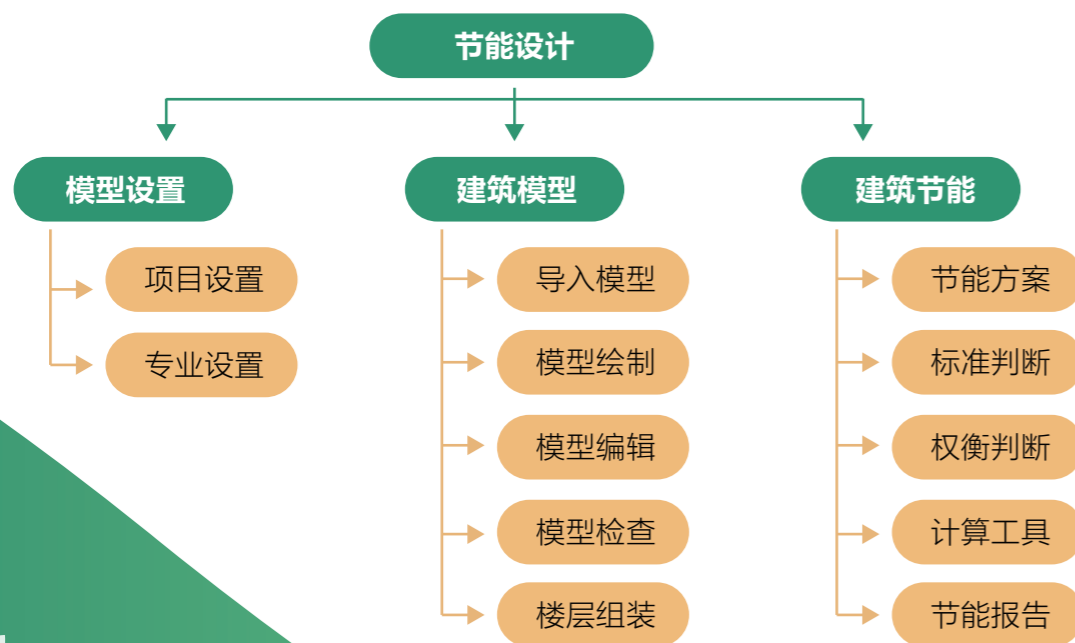 节能设计
模型设置
建筑模型
建筑节能
项目设置
专业设置
导入模型
模型绘制
模型编辑
模型检查
楼层组装
节能方案
标准判断
权衡判断
计算工具
节能报告